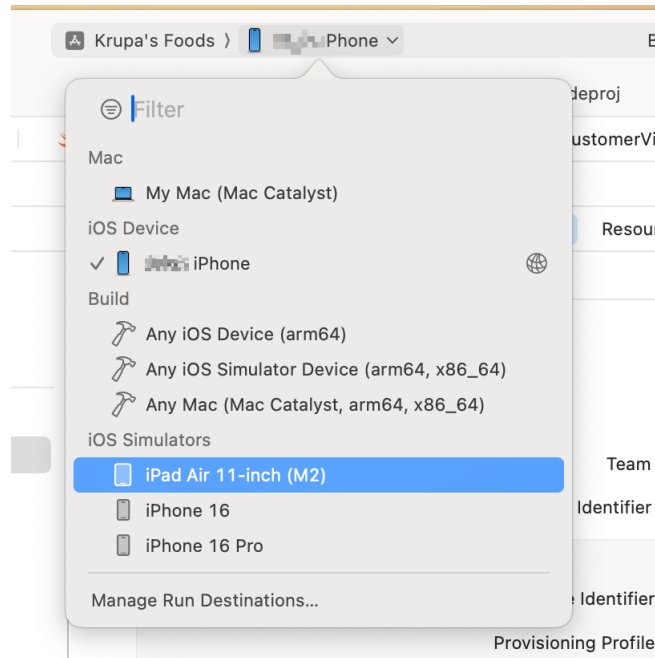 Krupa's Foods 〉 Phone
B
Filter
deproj
ustomerVi
Mac
My Mac (Mac Catalyst)
iOS Device
Resou
iPhone
Build
Any iOS Device (arm64)
Any iOS Simulator Device (arm64, x86_64)
Any Mac (Mac Catalyst, arm64, x86_64)
iOS Simulators
iPad Air 11-inch (M2)
Team
iPhone 16
Identifier
iPhone 16 Pro
Manage Run Destinations...
Identifier
Provisioning Profile